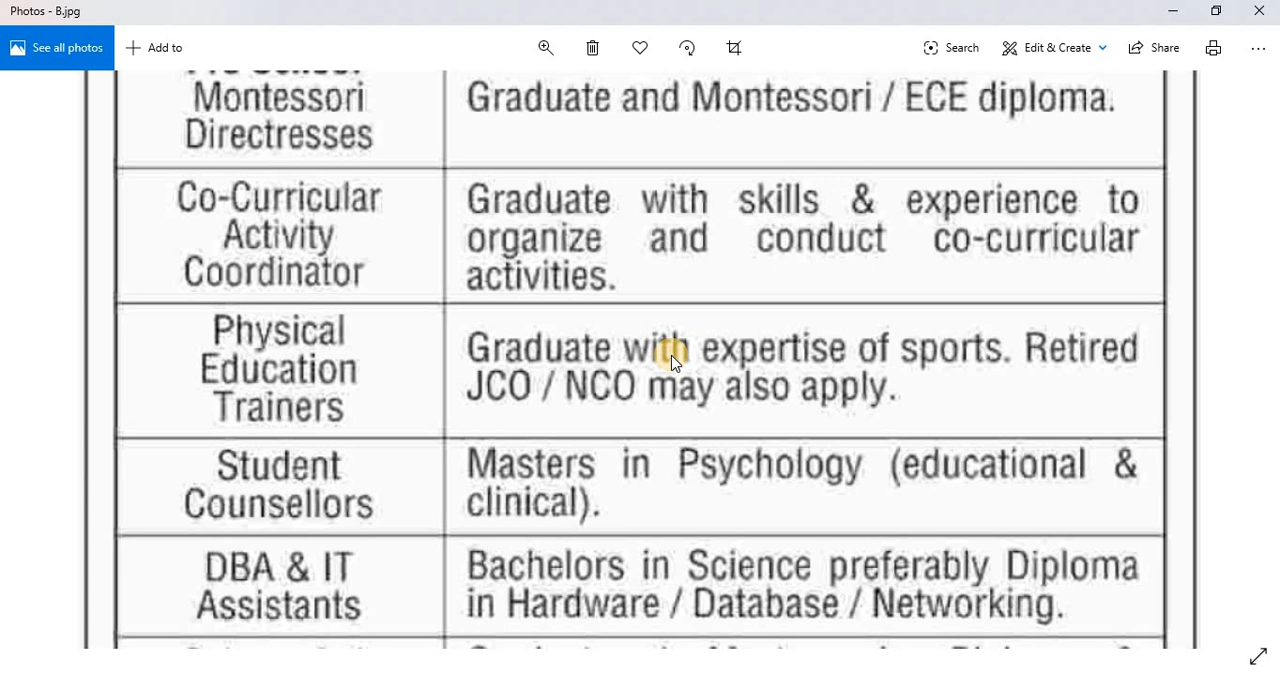 Photos - B.jpg
See all photos
Add to
Search
Edit & Create
Share
Montessori
Directresses
Graduate and Montessori / ECE diploma.
Co-Curricular
Activity
Coordinator
Graduate with skills & experience to
organize and conduct co-curricular
activities.
Physical
Education
Trainers
Graduate with expertise of sports. Retired
JCO / NCO may also apply.
Student
Counsellors
Masters in Psychology (educational &
clinical).
DBA & IT
Assistants
Bachelors in Science preferably Diploma
in Hardware / Database / Networking.